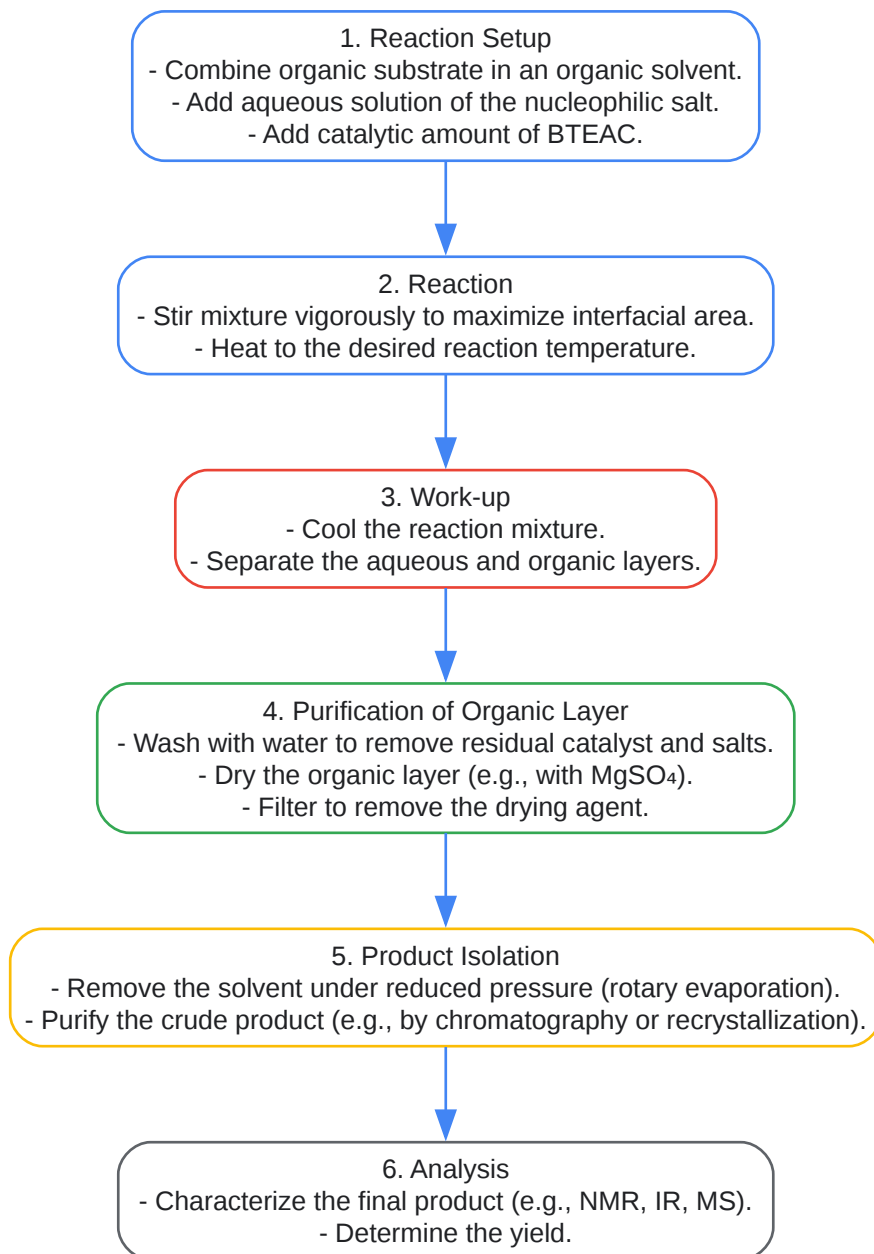 1. Reaction Setup
- Combine organic substrate in an organic solvent.
- Add aqueous solution of the nucleophilic salt.
- Add catalytic amount of BTEAC.
2. Reaction
- Stir mixture vigorously to maximize interfacial area.
- Heat to the desired reaction temperature.
3. Work-up
- Cool the reaction mixture.
- Separate the aqueous and organic layers.
4. Purification of Organic Layer
- Wash with water to remove residual catalyst and salts.
- Dry the organic layer (e.g., with MgSO₄).
- Filter to remove the drying agent.
5. Product Isolation
- Remove the solvent under reduced pressure (rotary evaporation).
- Purify the crude product (e.g., by chromatography or recrystallization).
6. Analysis
- Characterize the final product (e.g., NMR, IR, MS).
- Determine the yield.